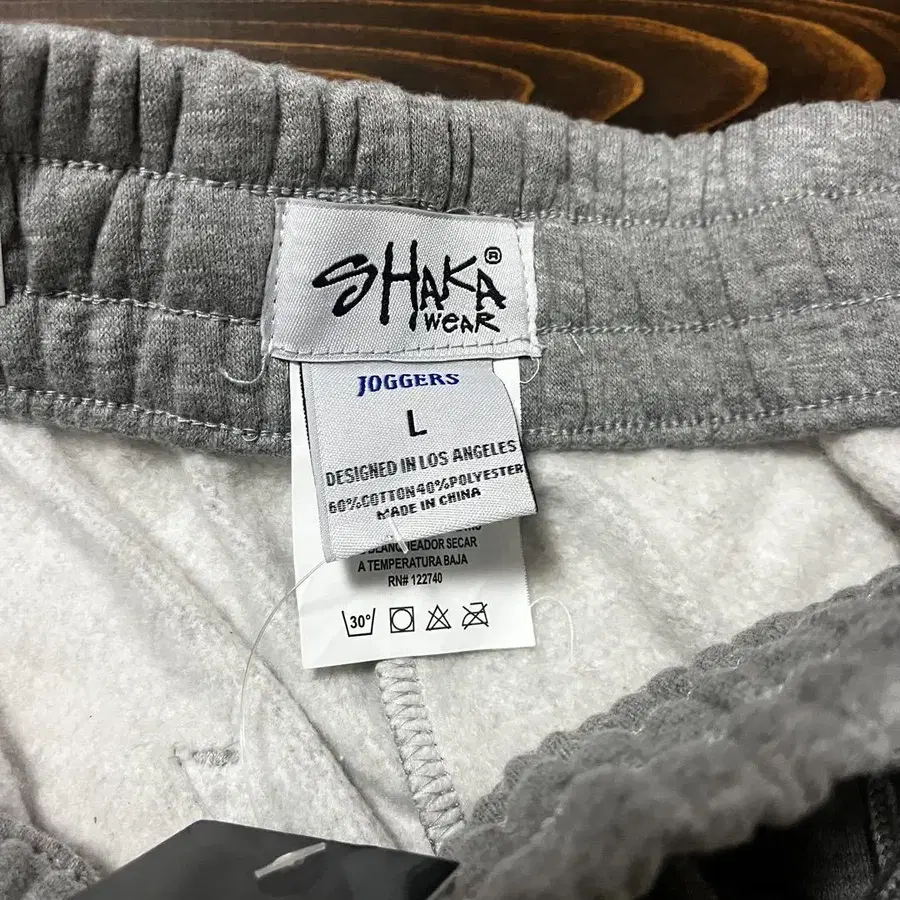 SHAKA®
WEAR
JOGGERS
L
DESIGNED IN LOS ANGELES
60%COTTON40%POLYESTER
MADE IN CHINA
BLANQUEADOR SECAR
A TEMPERATURA BAJA
RN# 122740
30°